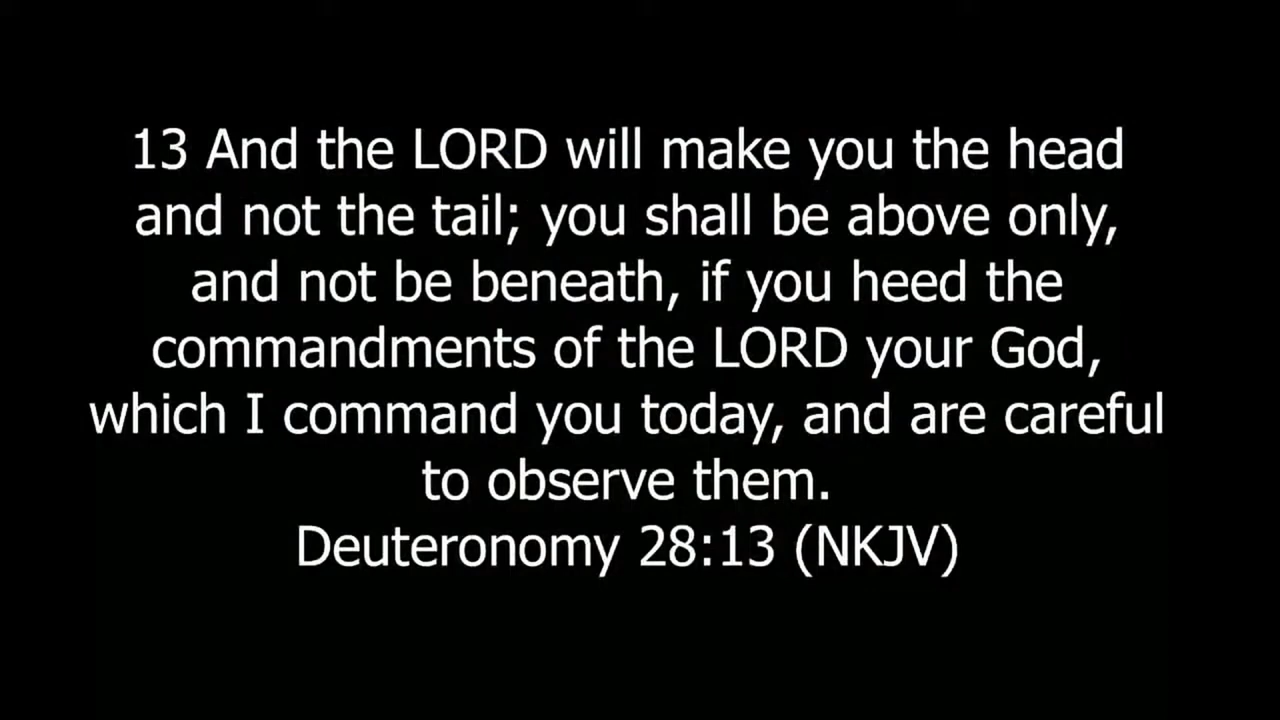 13 And the LORD will make you the head
and not the tail; you shall be above only,
and not be beneath, if you heed the
commandments of the LORD your God,
which I command you today, and are careful
to observe them.
Deuteronomy 28:13 (NKJV)